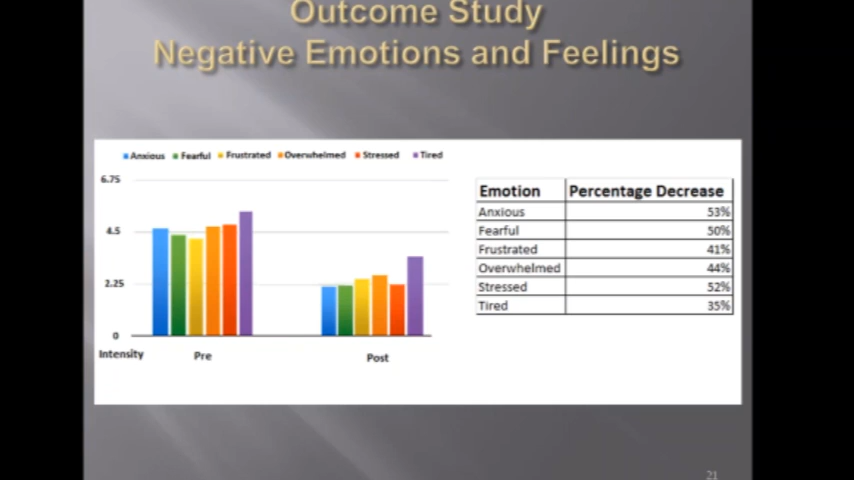 Outcome Study
Negative Emotions and Feelings
Anxious Fearful Frustrated Overwhelmed Stressed Tired
6.75
4.5
2.25
0
Intensity Pre Post
Emotion Percentage Decrease
Anxious 53%
Fearful 50%
Frustrated 41%
Overwhelmed 44%
Stressed 52%
Tired 35%
21